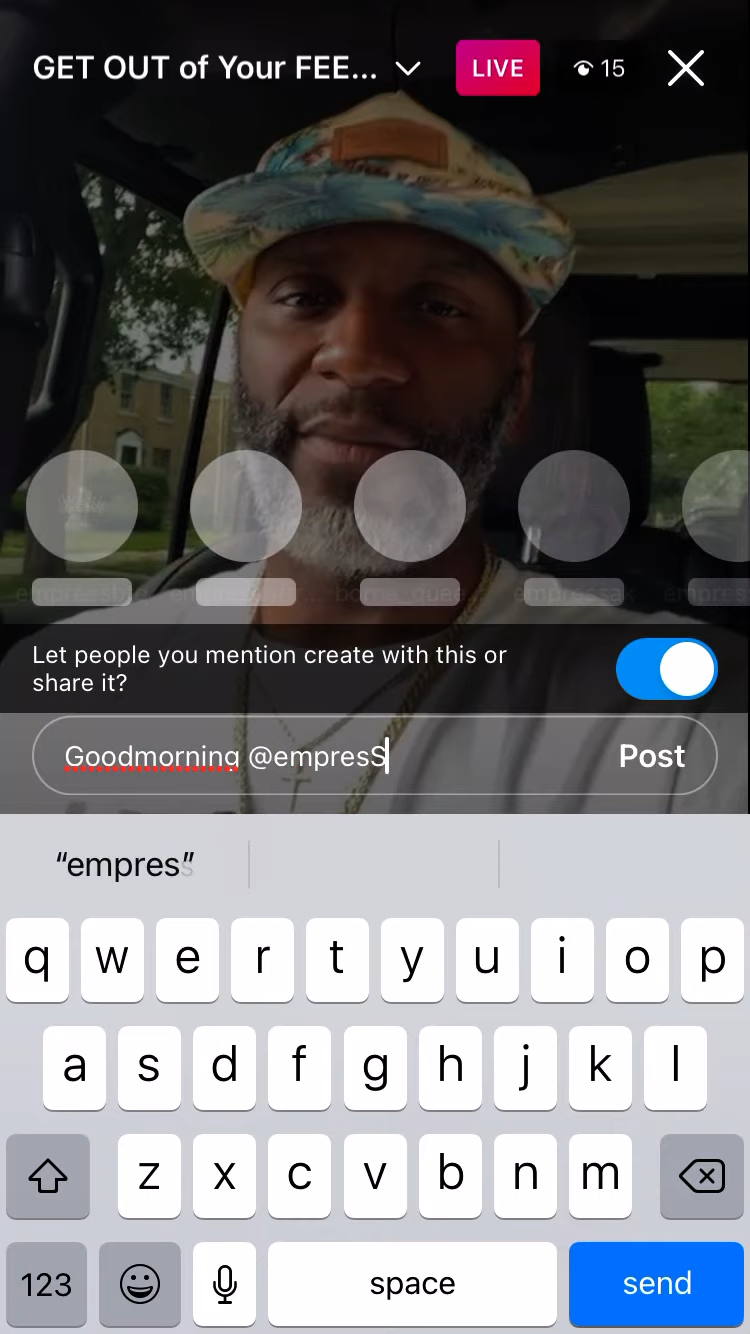 GET OUT of Your FEE...
LIVE
15
Let people you mention create with this or
share it?
Goodmorning @empresS
Post
“empres”
q w e r t y u i o p
a s d f g h j k l
z x c v b n m
123
space
send